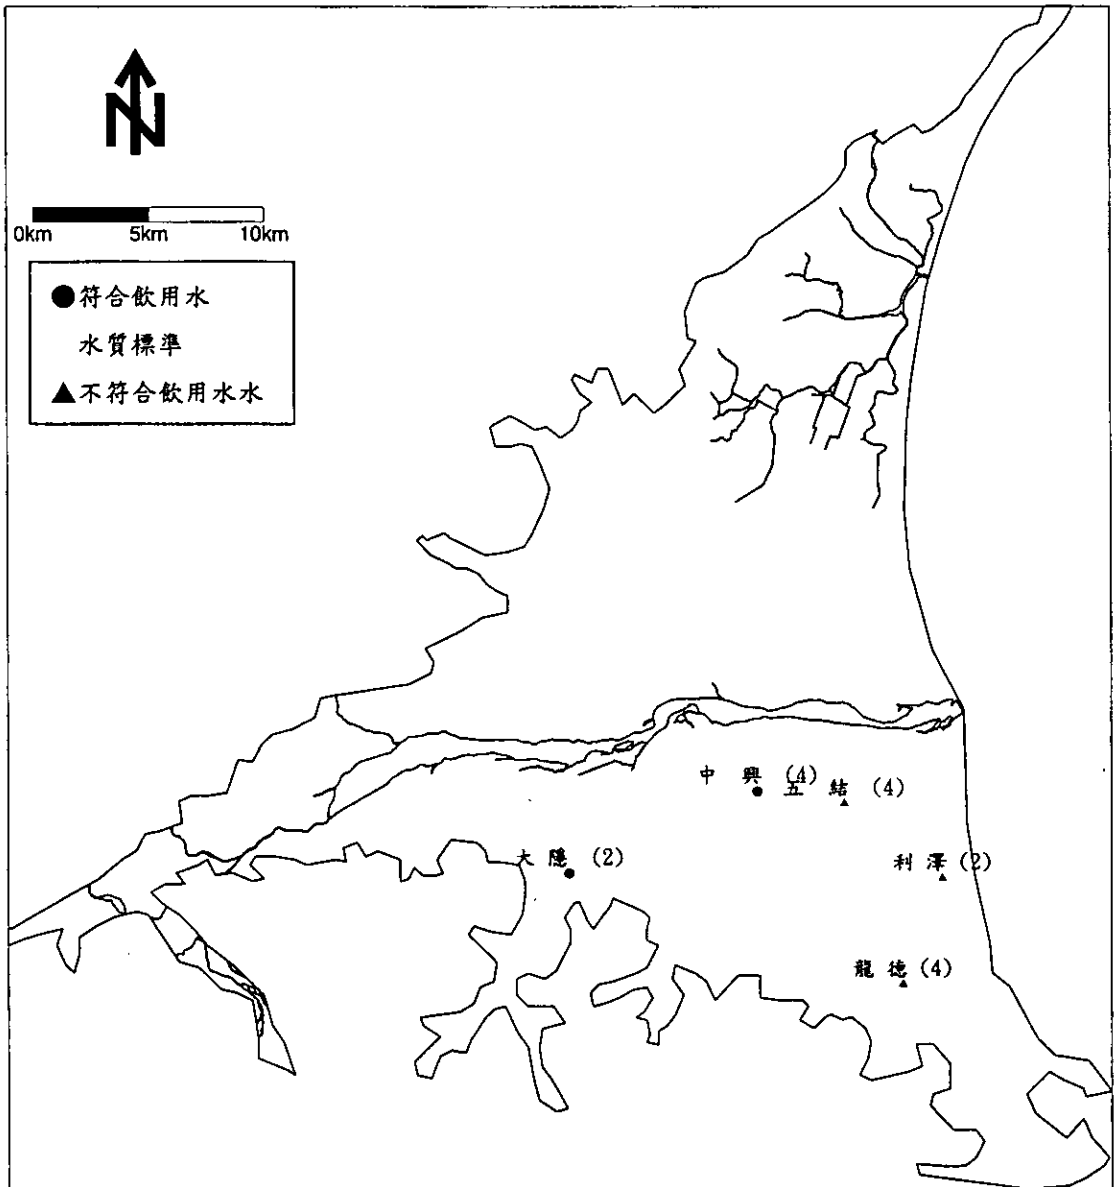 N
0km 5km 10km
●符合飲用水
水質標準
▲不符合飲用水水
中興 (4)
五結 (4)
大隱 (2)
利澤 (2)
龍德 (4)